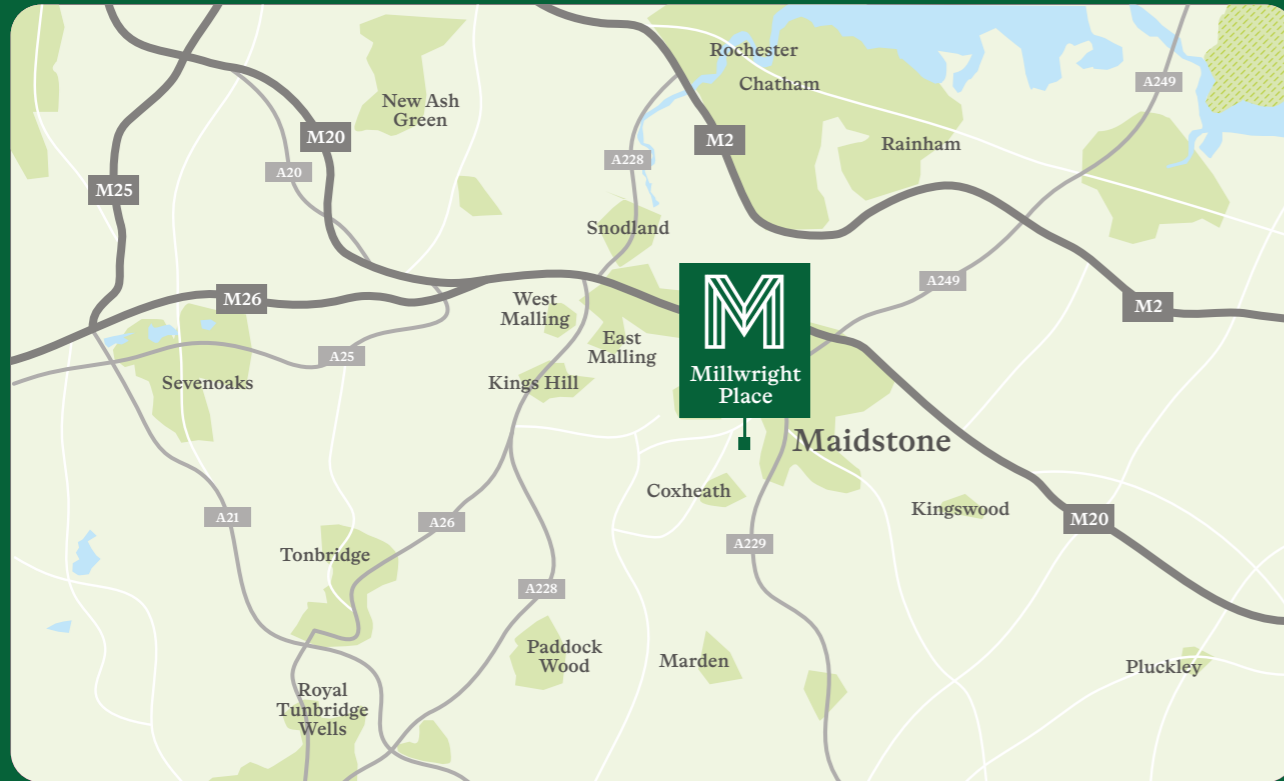 Rochester
Chatham
A249
New Ash
Green
M20
M2
Rainham
A228
A20
M25
Snodland
A249
M26
West
Malling
M2
East
Malling
A25
Millwright
Place
Sevenoaks
Kings Hill
Maidstone
Coxheath
Kingswood
A21
A26
M20
A229
Tonbridge
A228
Paddock
Wood
Marden
Pluckley
Royal
Tunbridge
Wells